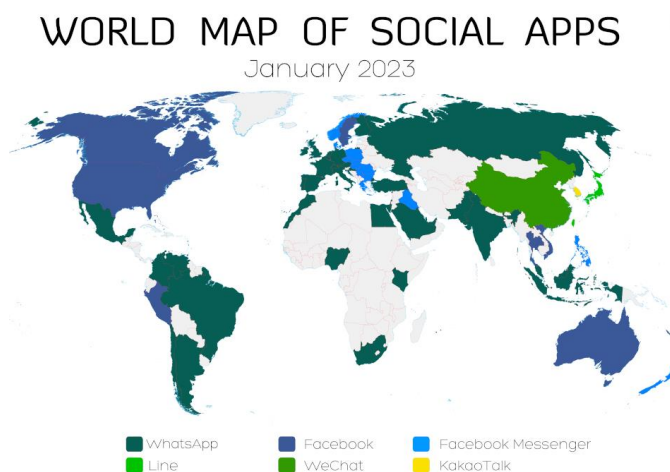 WORLD MAP OF SOCIAL APPS
January 2023
WhatsApp Facebook Facebook Messenger
Line WeChat KakaoTalk